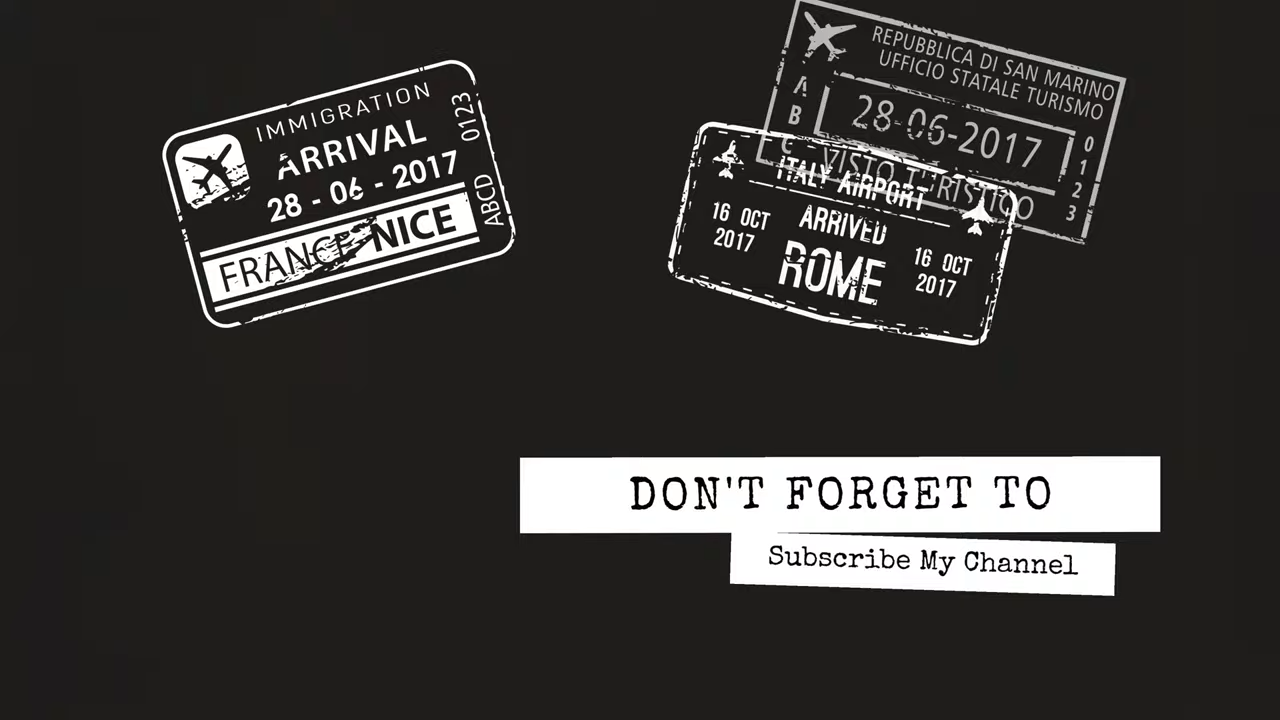 IMMIGRATION
ARRIVAL
28 - 06 - 2017
FRANCE NICE
0123
ABCD
REPUBBLICA DI SAN MARINO
UFFICIO STATALE TURISMO
A
B
C
28-06-2017
VISTO TURISTICO
0
1
2
3
ITALY AIRPORT
ARRIVED
ROME
16 OCT
2017
16 OCT
2017
DON'T FORGET TO
Subscribe My Channel